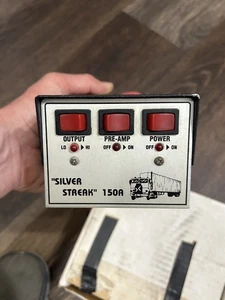 OUTPUT PRE-AMP POWER
LO HI OFF ON OFF ON
"SILVER
STREAK" 150A